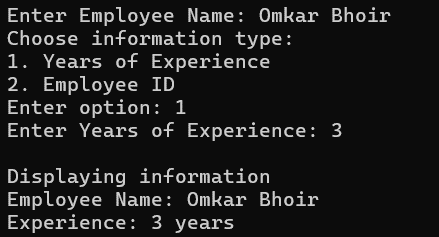 Enter Employee Name: Omkar Bhoir
Choose information type:
1. Years of Experience
2. Employee ID
Enter option: 1
Enter Years of Experience: 3

Displaying information
Employee Name: Omkar Bhoir
Experience: 3 years